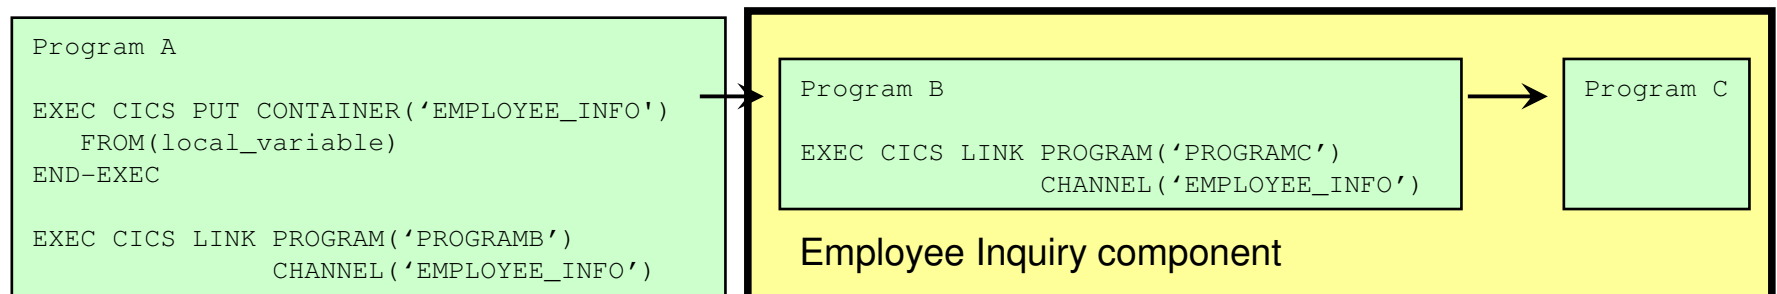 Program A
EXEC CICS PUT CONTAINER(‘EMPLOYEE_INFO')
FROM(local_variable)
END-EXEC
EXEC CICS LINK PROGRAM(‘PROGRAMB’)
CHANNEL(‘EMPLOYEE_INFO’)
Program B
EXEC CICS LINK PROGRAM(‘PROGRAMC’)
CHANNEL(‘EMPLOYEE_INFO’)
Employee Inquiry component
Program C